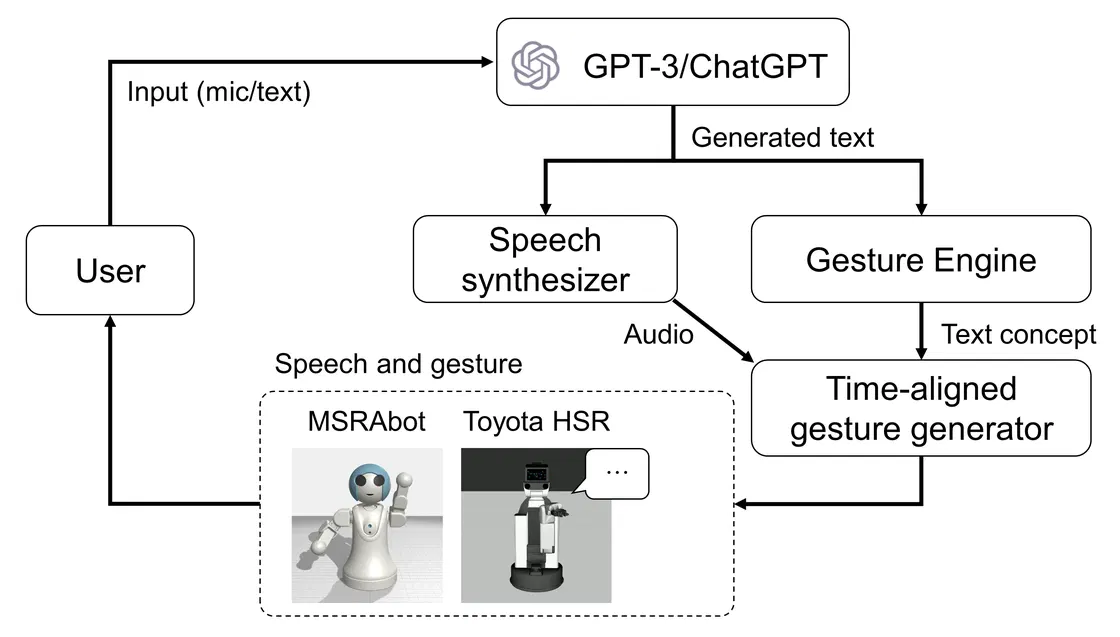 GPT-3/ChatGPT
Input (mic/text)
Generated text
Speech
synthesizer
Gesture Engine
User
Audio
Text concept
Speech and gesture
Time-aligned
gesture generator
MSRAbot
Toyota HSR
...